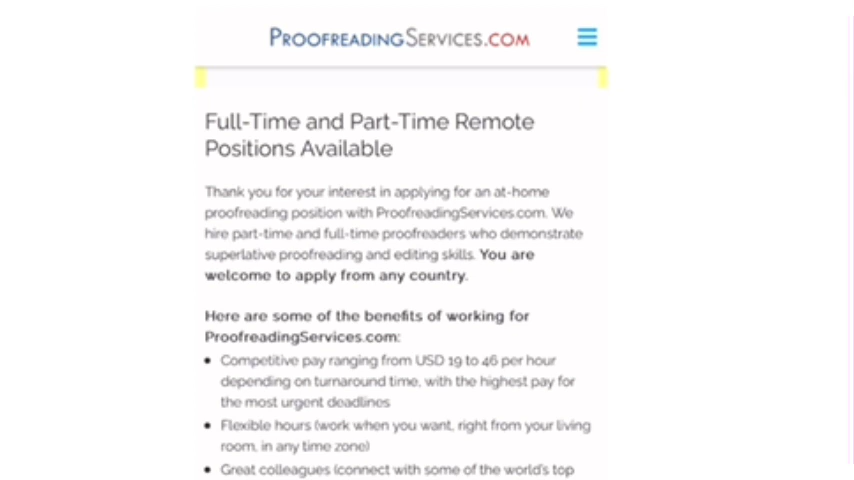 PROOFREADINGSERVICES.COM
Full-Time and Part-Time Remote
Positions Available
Thank you for your interest in applying for an at-home
proofreading position with ProofreadingServices.com. We
hire part-time and full-time proofreaders who demonstrate
superlative proofreading and editing skills. You are
welcome to apply from any country.
Here are some of the benefits of working for
ProofreadingServices.com:
• Competitive pay ranging from USD 19 to 46 per hour
depending on turnaround time, with the highest pay for
the most urgent deadlines
• Flexible hours (work when you want, right from your living
room, in any time zone)
• Great colleagues (connect with some of the world's top